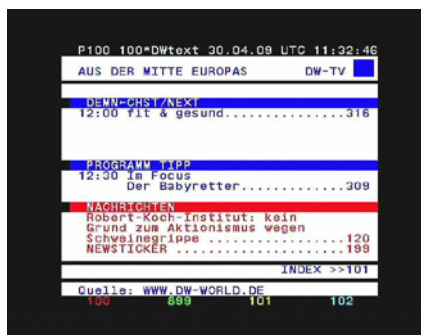 P100 100*DWtext 30.04.09 UTC 11:32:46
AUS DER MITTE EUROPAS DW-TV
DEMN←CHST/NEXT
12:00 fit & gesund...............316
PROGRAMM TIPP
12:30 Im Focus
Der Babyretter............309
NACHRICHTEN
Robert-Koch-Institut: kein
Grund zum Aktionismus wegen
Schweinegrippe ..................120
NEWSTICKER ......................199
INDEX >>101
Quelle: WWW.DW-WORLD.DE
100 899 101 102